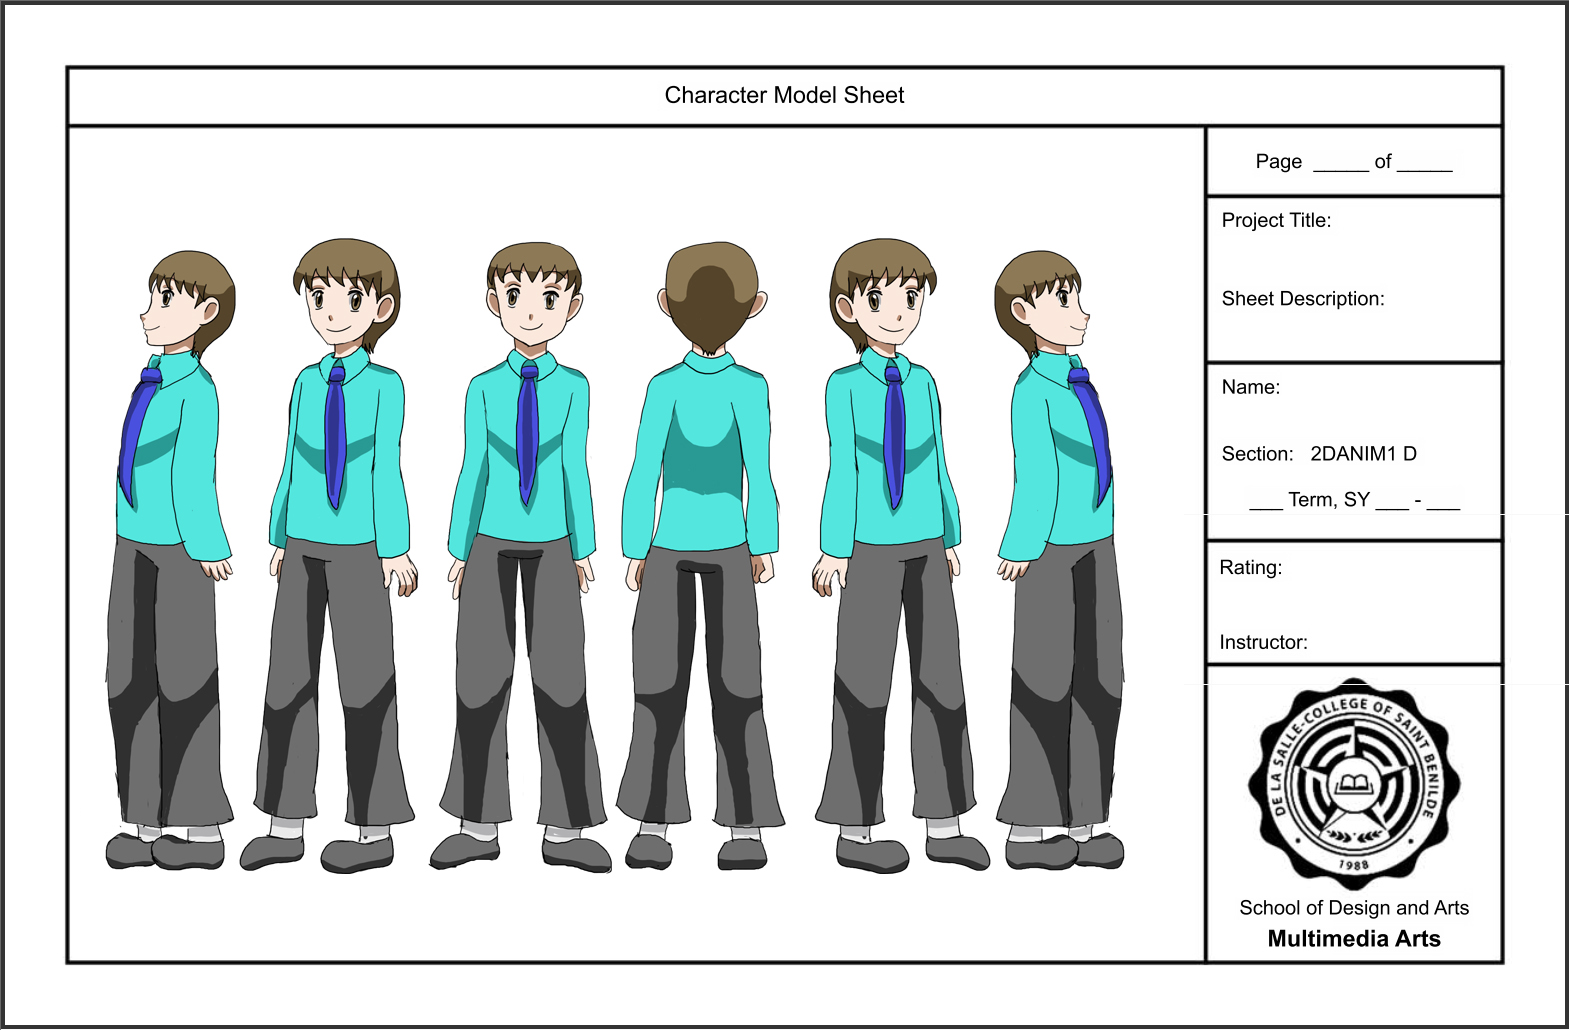 Character Model Sheet
Page _____ of _____
Project Title:
Sheet Description:
Name:
Section: 2DANIM1 D
___ Term, SY ___ - ___
Rating:
Instructor:
DE LA SALLE-COLLEGE OF SAINT BENILDE
1988
School of Design and Arts
Multimedia Arts